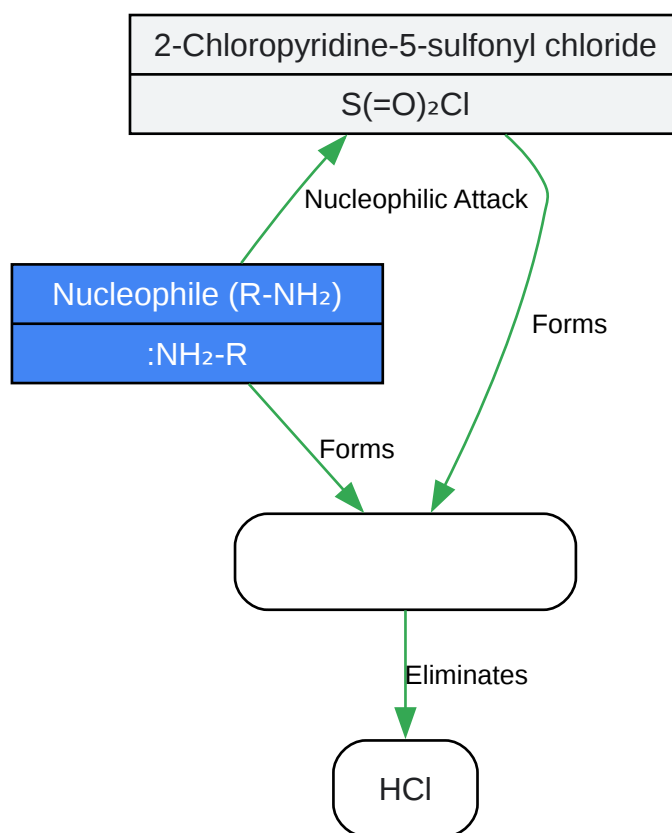 2-Chloropyridine-5-sulfonyl chloride
S(=O)₂Cl
Nucleophilic Attack
Nucleophile (R-NH₂)
:NH₂-R
Forms
Forms
Eliminates
HCl